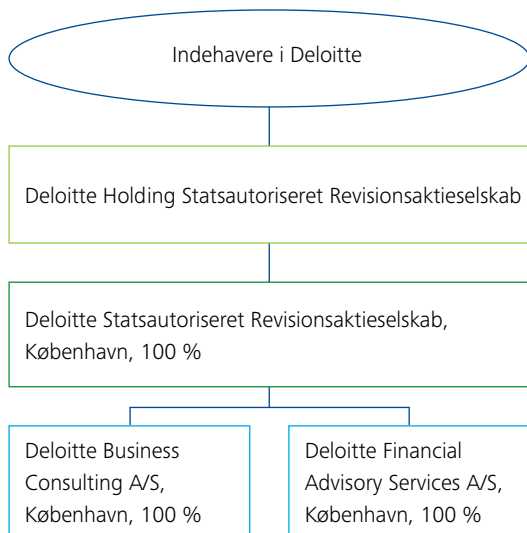 Indehavere i Deloitte
Deloitte Holding Statsautoriseret Revisionsaktieselskab
Deloitte Statsautoriseret Revisionsaktieselskab,
København, 100 %
Deloitte Business
Consulting A/S,
København, 100 %
Deloitte Financial
Advisory Services A/S,
København, 100 %